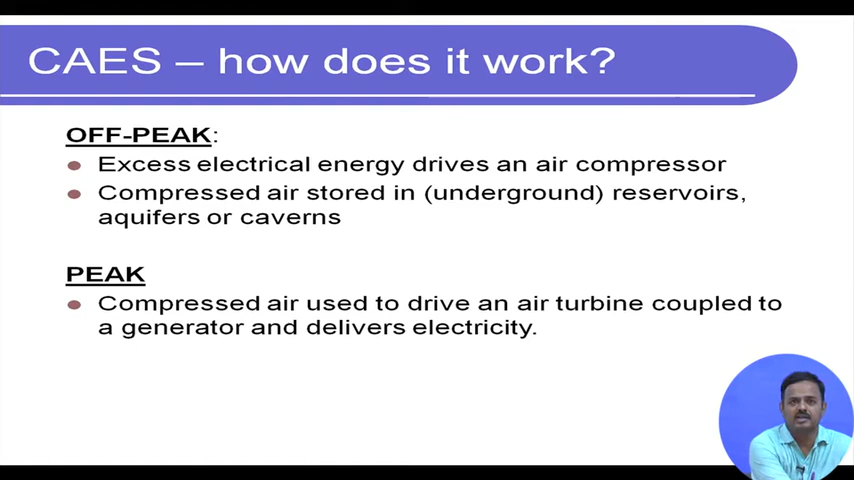 CAES – how does it work?
OFF-PEAK:
Excess electrical energy drives an air compressor
Compressed air stored in (underground) reservoirs,
aquifers or caverns
PEAK
Compressed air used to drive an air turbine coupled to
a generator and delivers electricity.